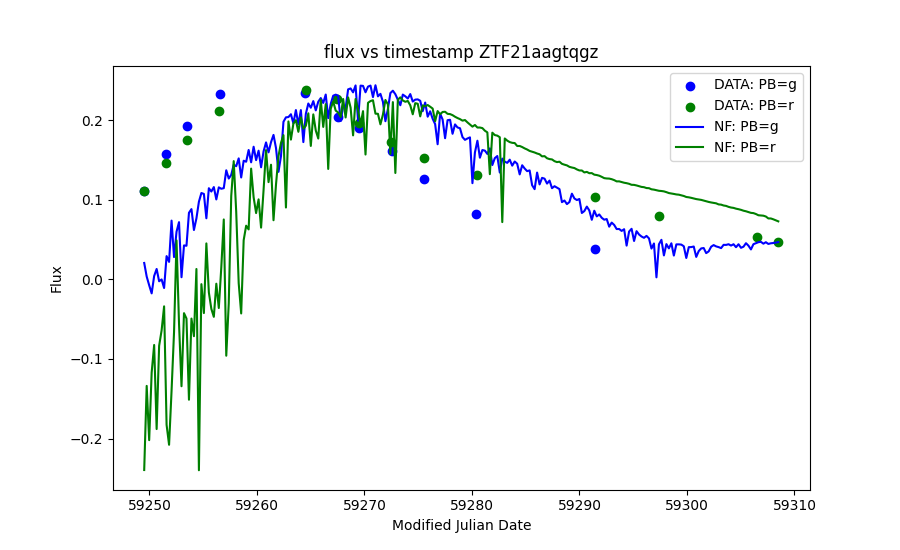 flux vs timestamp ZTF21aagtqgz
DATA: PB=g
DATA: PB=r
NF: PB=g
NF: PB=r
Flux
0.2
0.1
0.0
−0.1
−0.2
59250 59260 59270 59280 59290 59300 59310
Modified Julian Date